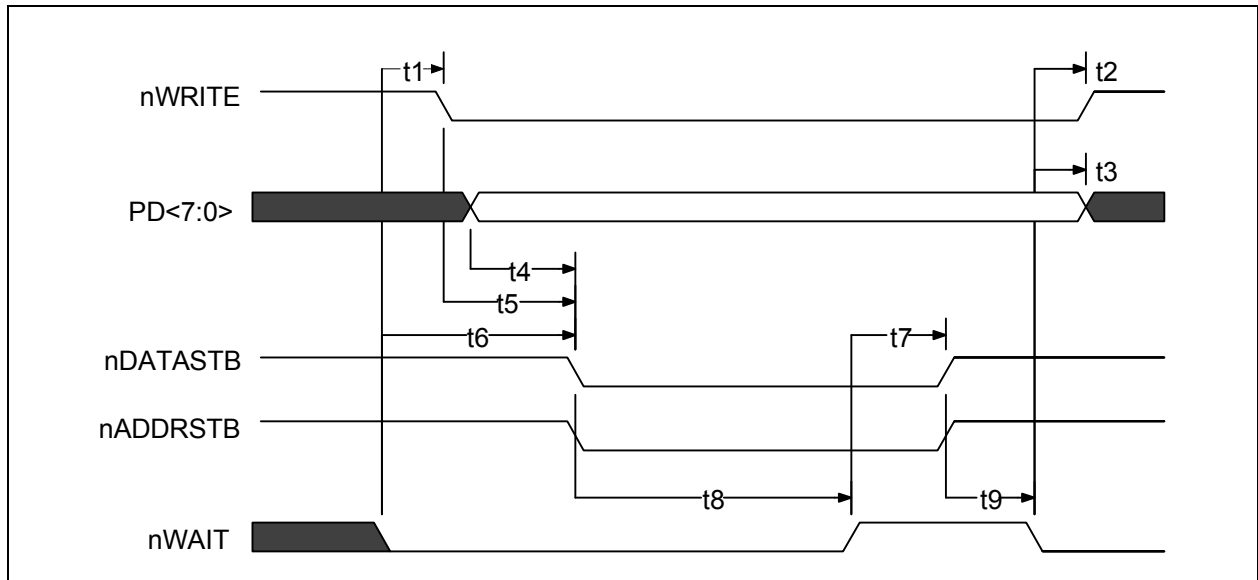 t1
t2
nWRITE
t3
PD<7:0>
t4
t5
t6
t7
nDATASTB
nADDRSTB
t8
t9
nWAIT